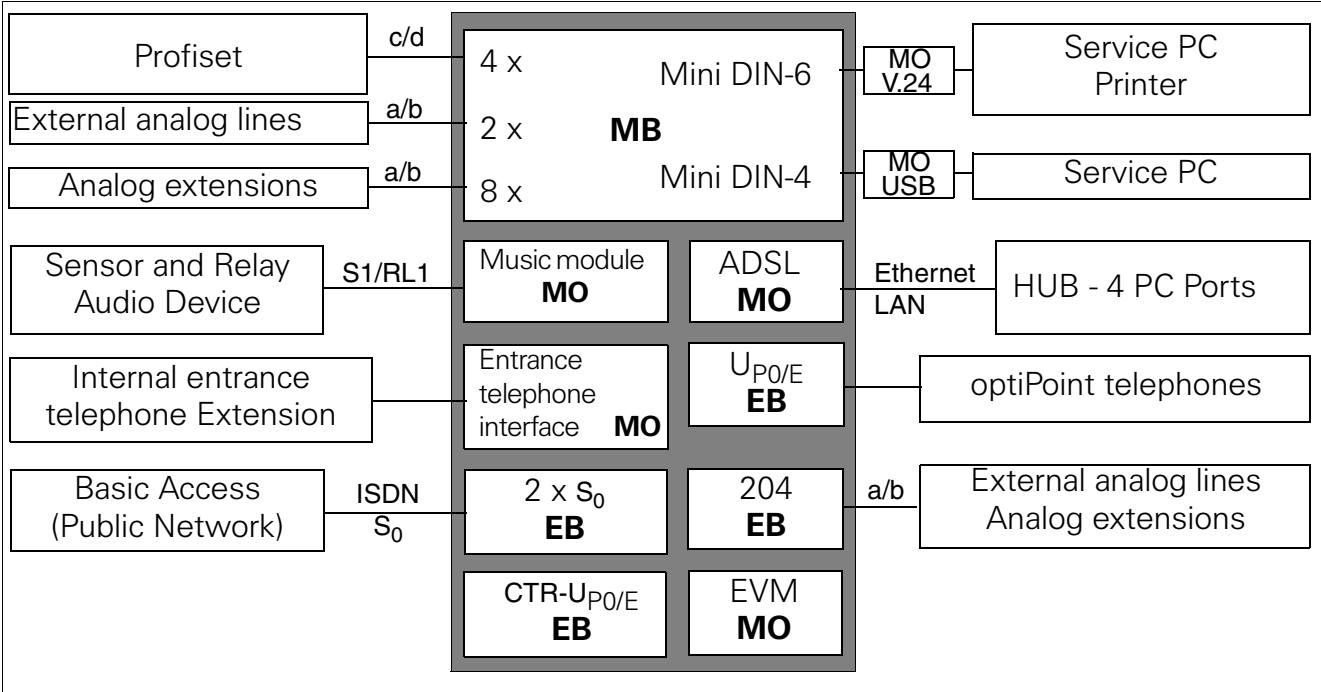 Profiset
c/d
External analog lines
a/b
Analog extensions
a/b
4 x
2 x
8 x
MB
Mini DIN-6
Mini DIN-4
MO
V.24
Service PC
Printer
MO
USB
Service PC
Sensor and Relay
Audio Device
S1/RL1
Music module
MO
ADSL
MO
Ethernet
LAN
HUB - 4 PC Ports
Internal entrance
telephone Extension
Entrance
telephone
interface MO
UP0/E
EB
optiPoint telephones
Basic Access
(Public Network)
ISDN
S0
2 x S0
EB
204
EB
a/b
External analog lines
Analog extensions
CTR-UP0/E
EB
EVM
MO